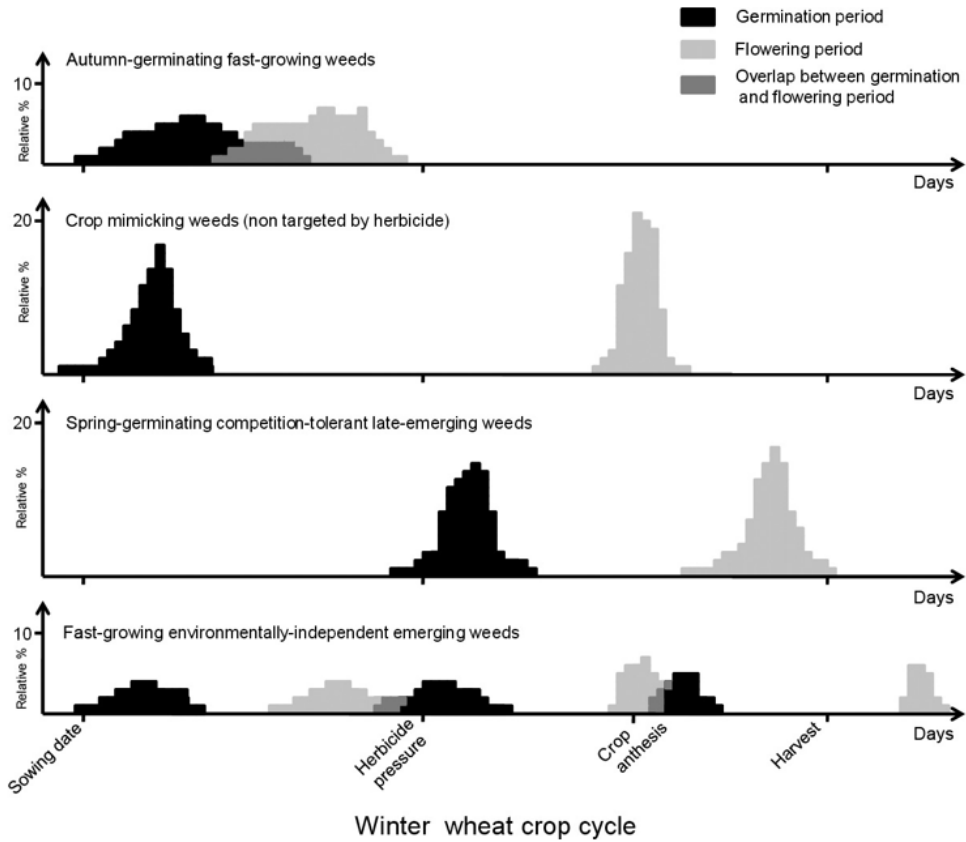 Germination period
Flowering period
Overlap between germination
and flowering period
Autumn-germinating fast-growing weeds
10
Relative %
Days
Crop mimicking weeds (non targeted by herbicide)
20
Relative %
Days
Spring-germinating competition-tolerant late-emerging weeds
20
Relative %
Days
Fast-growing environmentally-independent emerging weeds
10
Relative %
Days
Sowing date
Herbicide
pressure
Crop
anthesis
Harvest
Winter wheat crop cycle